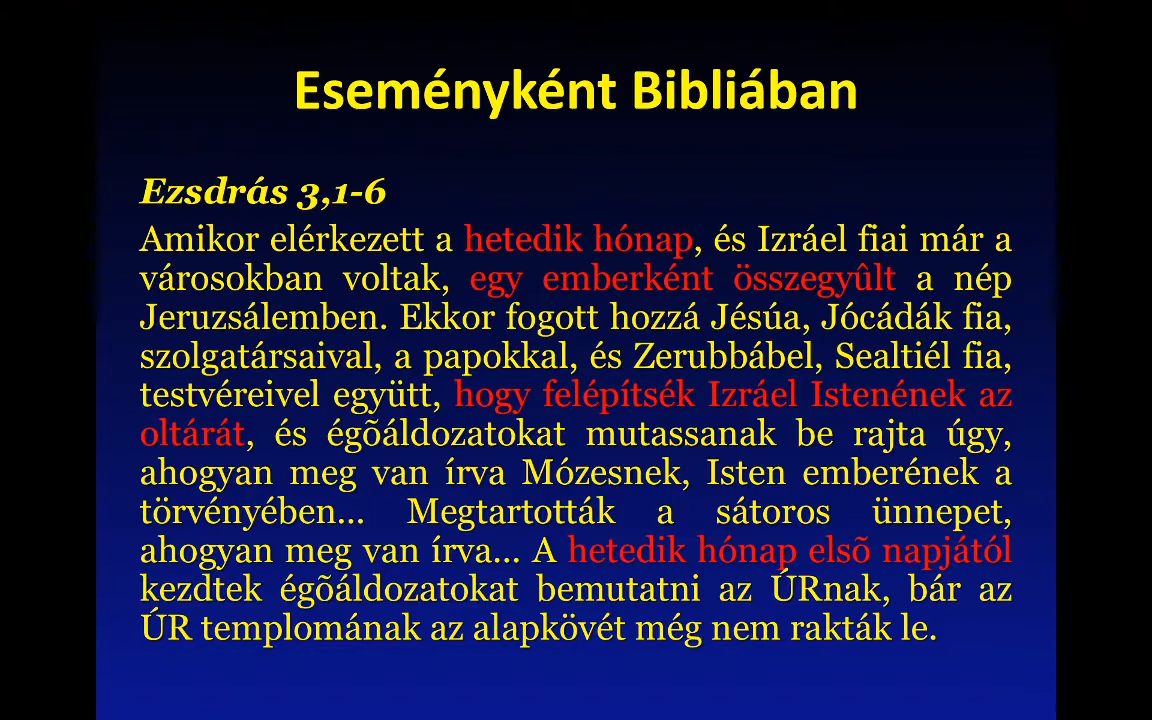 Eseményként Bibliában
Ezsdrás 3,1-6
Amikor elérkezett a hetedik hónap, és Izráel fiai már a
városokban voltak, egy emberként összegyûlt a nép
Jeruzsálemben. Ekkor fogott hozzá Jésúa, Jócádák fia,
szolgatársaival, a papokkal, és Zerubbábel, Sealtiél fia,
testvéreivel együtt, hogy felépítsék Izráel Istenének az
oltárát, és égõáldozatokat mutassanak be rajta úgy,
ahogyan meg van írva Mózesnek, Isten emberének a
törvényében... Megtartották a sátoros ünnepet,
ahogyan meg van írva... A hetedik hónap elsõ napjától
kezdtek égõáldozatokat bemutatni az ÚRnak, bár az
ÚR templomának az alapkövét még nem rakták le.